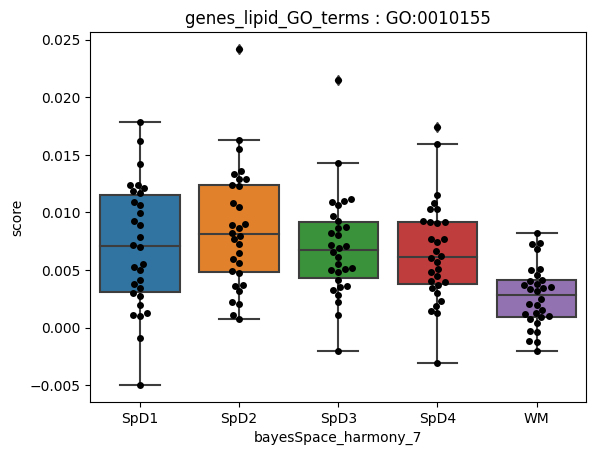 genes_lipid_GO_terms : GO:0010155
score
0.025
0.020
0.015
0.010
0.005
0.000
−0.005
SpD1 SpD2 SpD3 SpD4 WM
bayesSpace_harmony_7